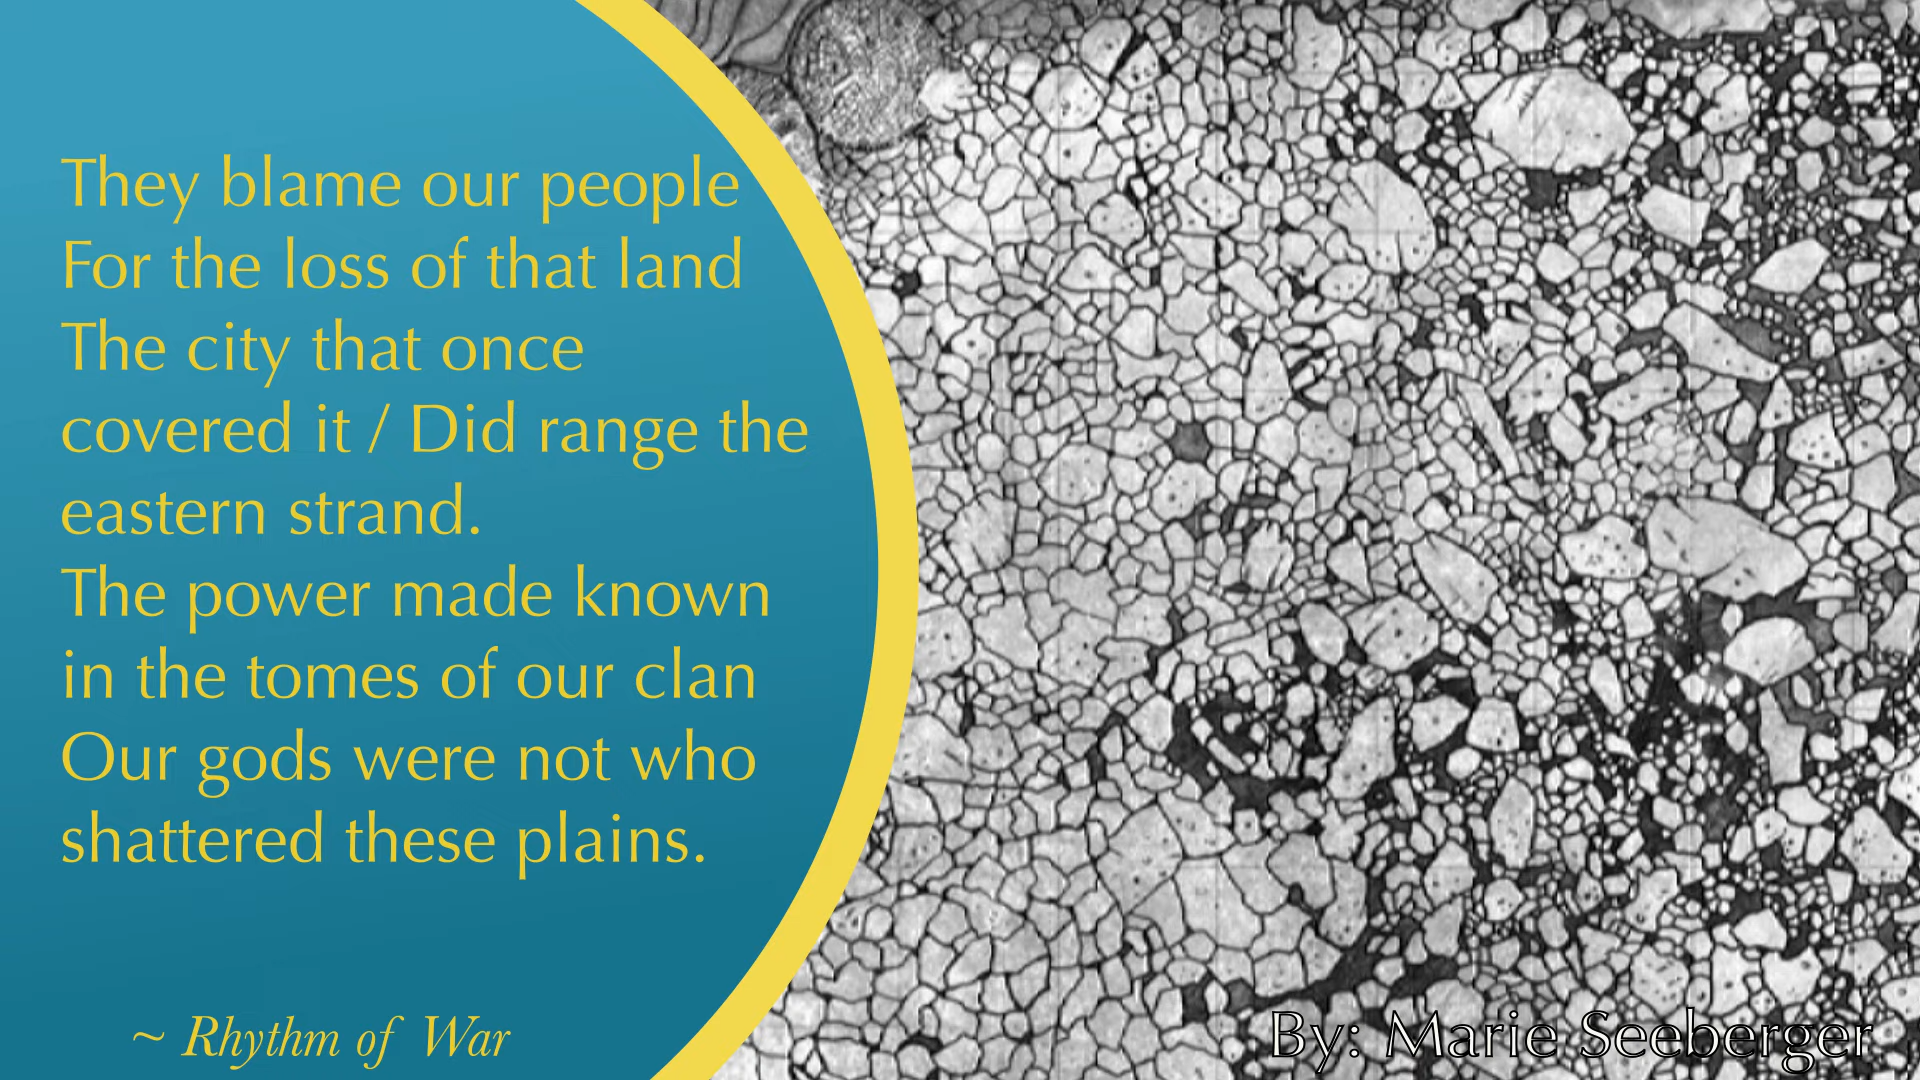 They blame our people
For the loss of that land
The city that once
covered it / Did range the
eastern strand.
The power made known
in the tomes of our clan
Our gods were not who
shattered these plains.
~ Rhythm of War
By: Marie Seeberger